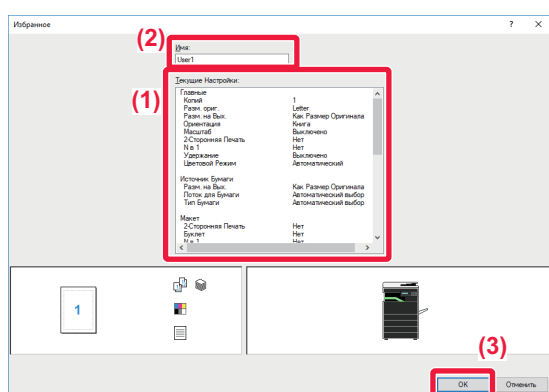 Избранное ? ×
(2)
Имя:
User1
(1)
Текущие Настройки:
Главные
Копий 1
Разм. ориг. Letter
Разм. на Вых. Как Размер Оригинала
Ориентация Книга
Масштаб Выключено
2-Сторонняя Печать Нет
N в 1 Нет
Удержание Выключено
Цветовой Режим Автоматический
Источник Бумаги
Разм. на Вых. Как Размер Оригинала
Поток для Бумаги Автоматический выбор
Тип Бумаги Автоматический выбор
Макет
2-Сторонняя Печать Нет
Буклет Нет
N в 1 Нет
1
(3)
OK Отменить